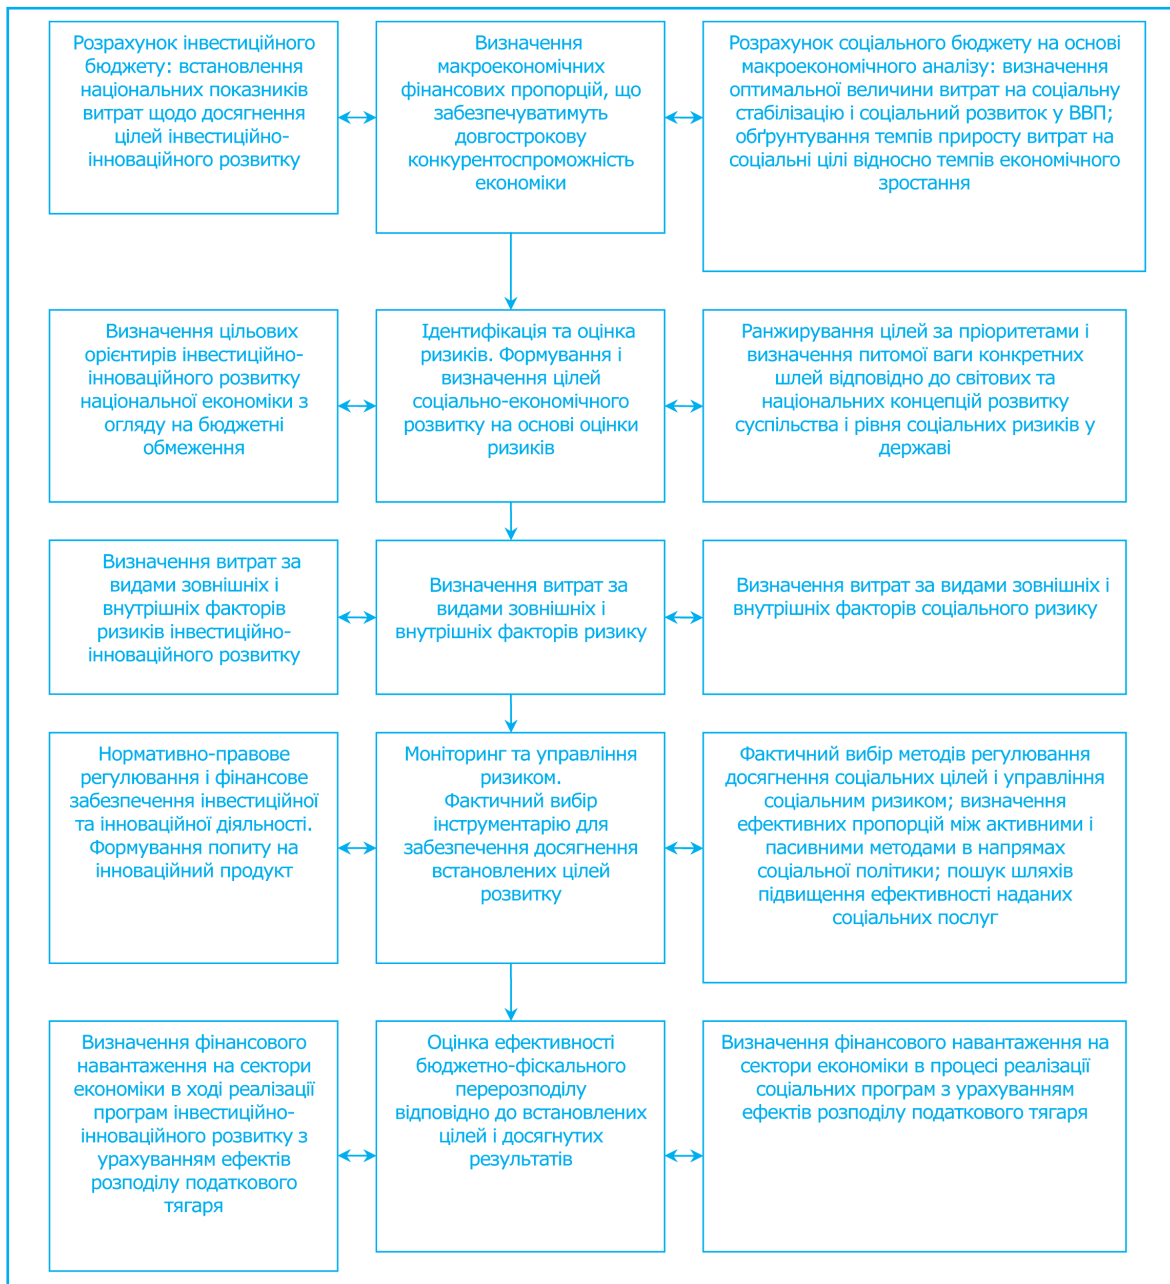 Розрахунок інвестиційного
бюджету: встановлення
національних показників
витрат щодо досягнення
цілей інвестиційно-
інноваційного розвитку
Визначення
макроекономічних
фінансових пропорцій, що
забезпечуватимуть
довгострокову
конкурентоспроможність
економіки
Розрахунок соціального бюджету на основі
макроекономічного аналізу: визначення
оптимальної величини витрат на соціальну
стабілізацію і соціальний розвиток у ВВП;
обґрунтування темпів приросту витрат на
соціальні цілі відносно темпів економічного
зростання
Визначення цільових
орієнтирів інвестиційно-
інноваційного розвитку
національної економіки з
огляду на бюджетні
обмеження
Ідентифікація та оцінка
ризиків. Формування і
визначення цілей
соціально-економічного
розвитку на основі оцінки
ризиків
Ранжирування цілей за пріоритетами і
визначення питомої ваги конкретних
шлей відповідно до світових та
національних концепцій розвитку
суспільства і рівня соціальних ризиків у
державі
Визначення витрат за
видами зовнішніх і
внутрішніх факторів
ризиків інвестиційно-
інноваційного розвитку
Визначення витрат за
видами зовнішніх і
внутрішніх факторів ризику
Визначення витрат за видами зовнішніх і
внутрішніх факторів соціального ризику
Нормативно-правове
регулювання і фінансове
забезпечення інвестиційної
та інноваційної діяльності.
Формування попиту на
інноваційний продукт
Моніторинг та управління
ризиком.
Фактичний вибір
інструментарію для
забезпечення досягнення
встановлених цілей
розвитку
Фактичний вибір методів регулювання
досягнення соціальних цілей і управління
соціальним ризиком; визначення
ефективних пропорцій між активними і
пасивними методами в напрямах
соціальної політики; пошук шляхів
підвищення ефективності наданих
соціальних послуг
Визначення фінансового
навантаження на сектори
економіки в ході реалізації
програм інвестиційно-
інноваційного розвитку з
урахуванням ефектів
розподілу податкового
тягаря
Оцінка ефективності
бюджетно-фіскального
перерозподілу
відповідно до встановлених
цілей і досягнутих
результатів
Визначення фінансового навантаження на
сектори економіки в процесі реалізації
соціальних програм з урахуванням
ефектів розподілу податкового тягаря